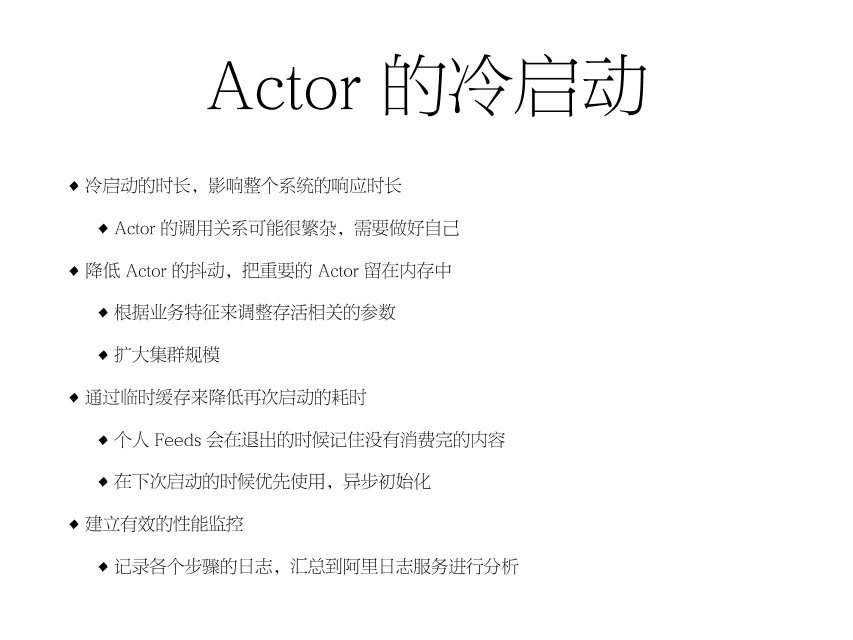 Actor 的冷启动
冷启动的时长，影响整个系统的响应时长
Actor 的调用关系可能很繁杂，需要做好自己
降低 Actor 的抖动，把重要的 Actor 留在内存中
根据业务特征来调整存活相关的参数
扩大集群规模
通过临时缓存来降低再次启动的耗时
个人 Feeds 会在退出的时候记住没有消费完的内容
在下次启动的时候优先使用，异步初始化
建立有效的性能监控
记录各个步骤的日志，汇总到阿里日志服务进行分析